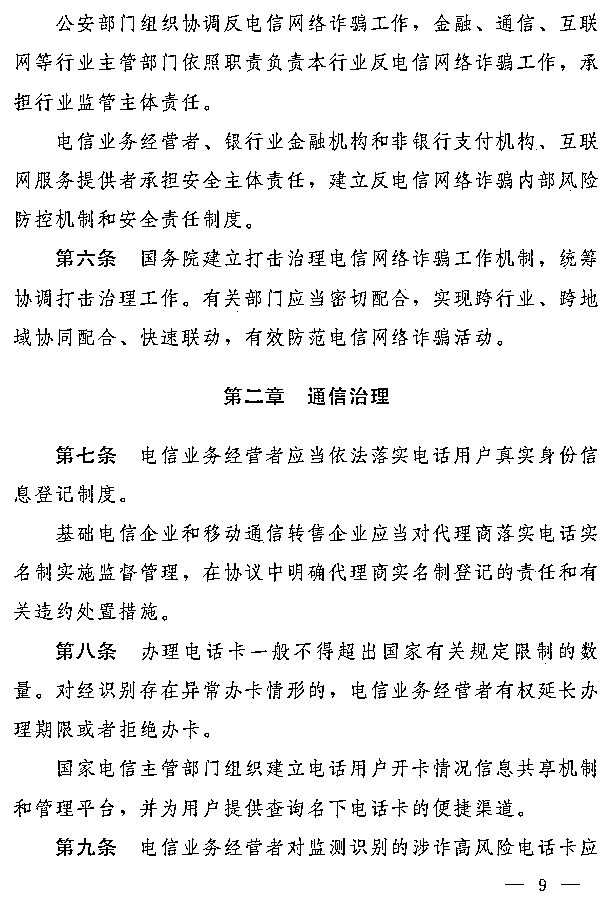 公安部门组织协调反电信网络诈骗工作，金融、通信、互联
网等行业主管部门依照职责负责本行业反电信网络诈骗工作，承
担行业监管主体责任。
电信业务经营者、银行业金融机构和非银行支付机构、互联
网服务提供者承担安全主体责任，建立反电信网络诈骗内部风险
防控机制和安全责任制度。
第六条 国务院建立打击治理电信网络诈骗工作机制，统筹
协调打击治理工作。有关部门应当密切配合，实现跨行业、跨地
域协同配合、快速联动，有效防范电信网络诈骗活动。
第二章 通信治理
第七条 电信业务经营者应当依法落实电话用户真实身份信
息登记制度。
基础电信企业和移动通信转售企业应当对代理商落实电话实
名制实施监督管理，在协议中明确代理商实名制登记的责任和有
关违约处置措施。
第八条 办理电话卡一般不得超出国家有关规定限制的数
量。对经识别存在异常办卡情形的，电信业务经营者有权延长办
理期限或者拒绝办卡。
国家电信主管部门组织建立电话用户开卡情况信息共享机制
和管理平台，并为用户提供查询名下电话卡的便捷渠道。
第九条 电信业务经营者对监测识别的涉诈高风险电话卡应
— 9 —